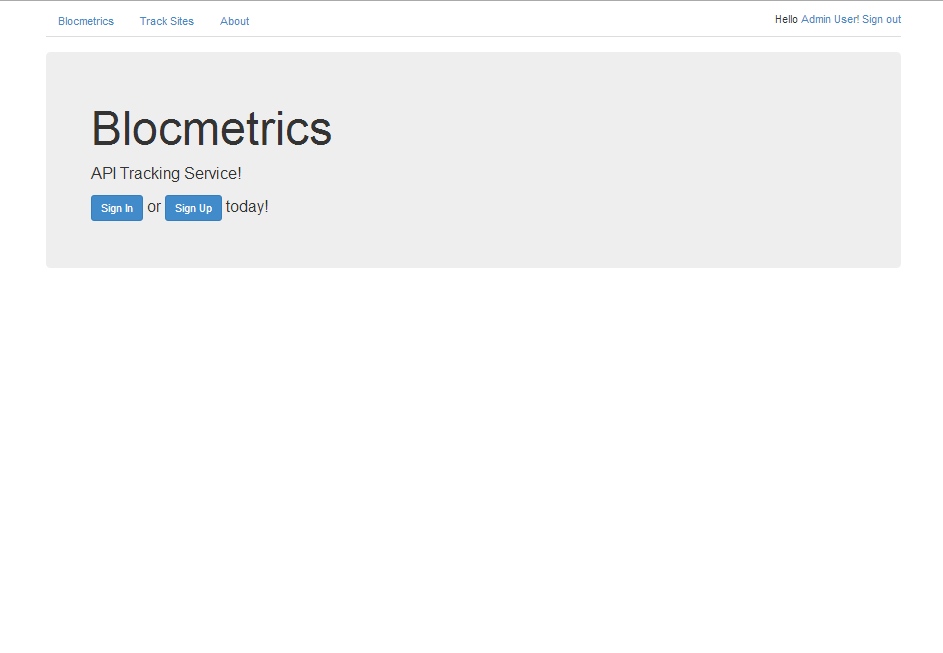 Blocmetrics Track Sites About Hello Admin User! Sign out
Blocmetrics
API Tracking Service!
Sign In or Sign Up today!